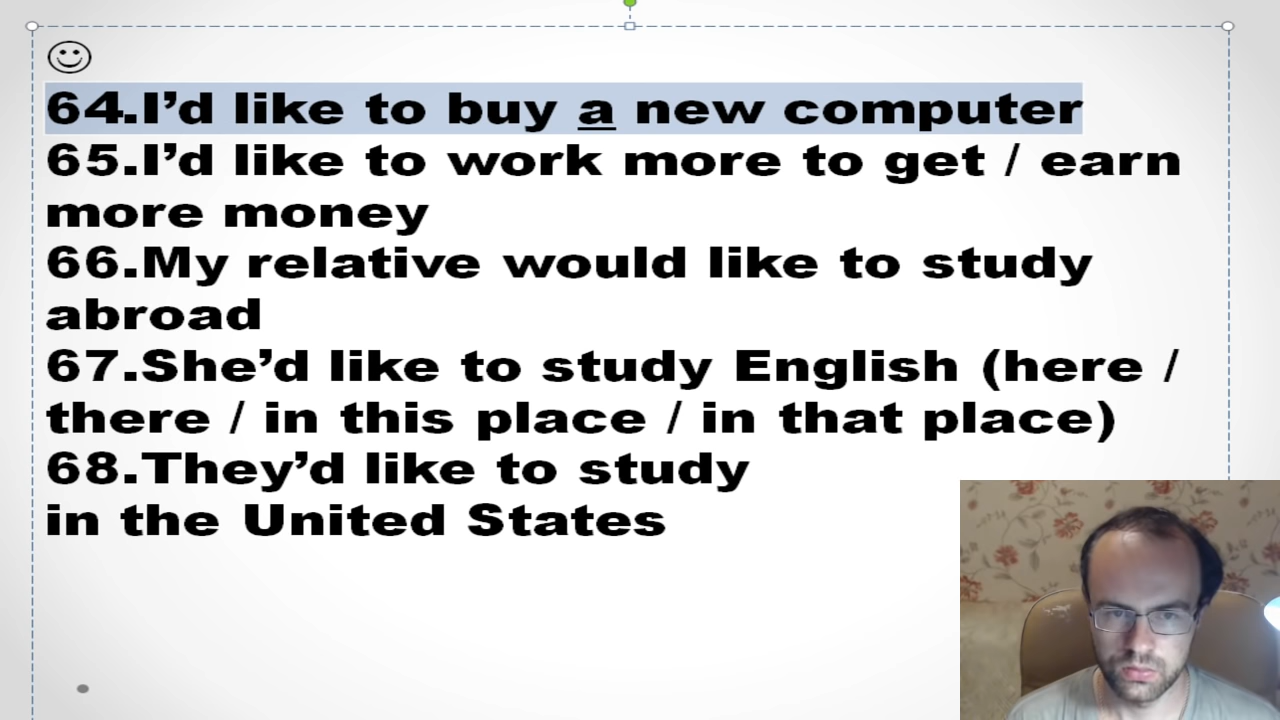 64.I’d like to buy a new computer
65.I’d like to work more to get / earn
more money
66.My relative would like to study
abroad
67.She’d like to study English (here /
there / in this place / in that place)
68.They’d like to study
in the United States